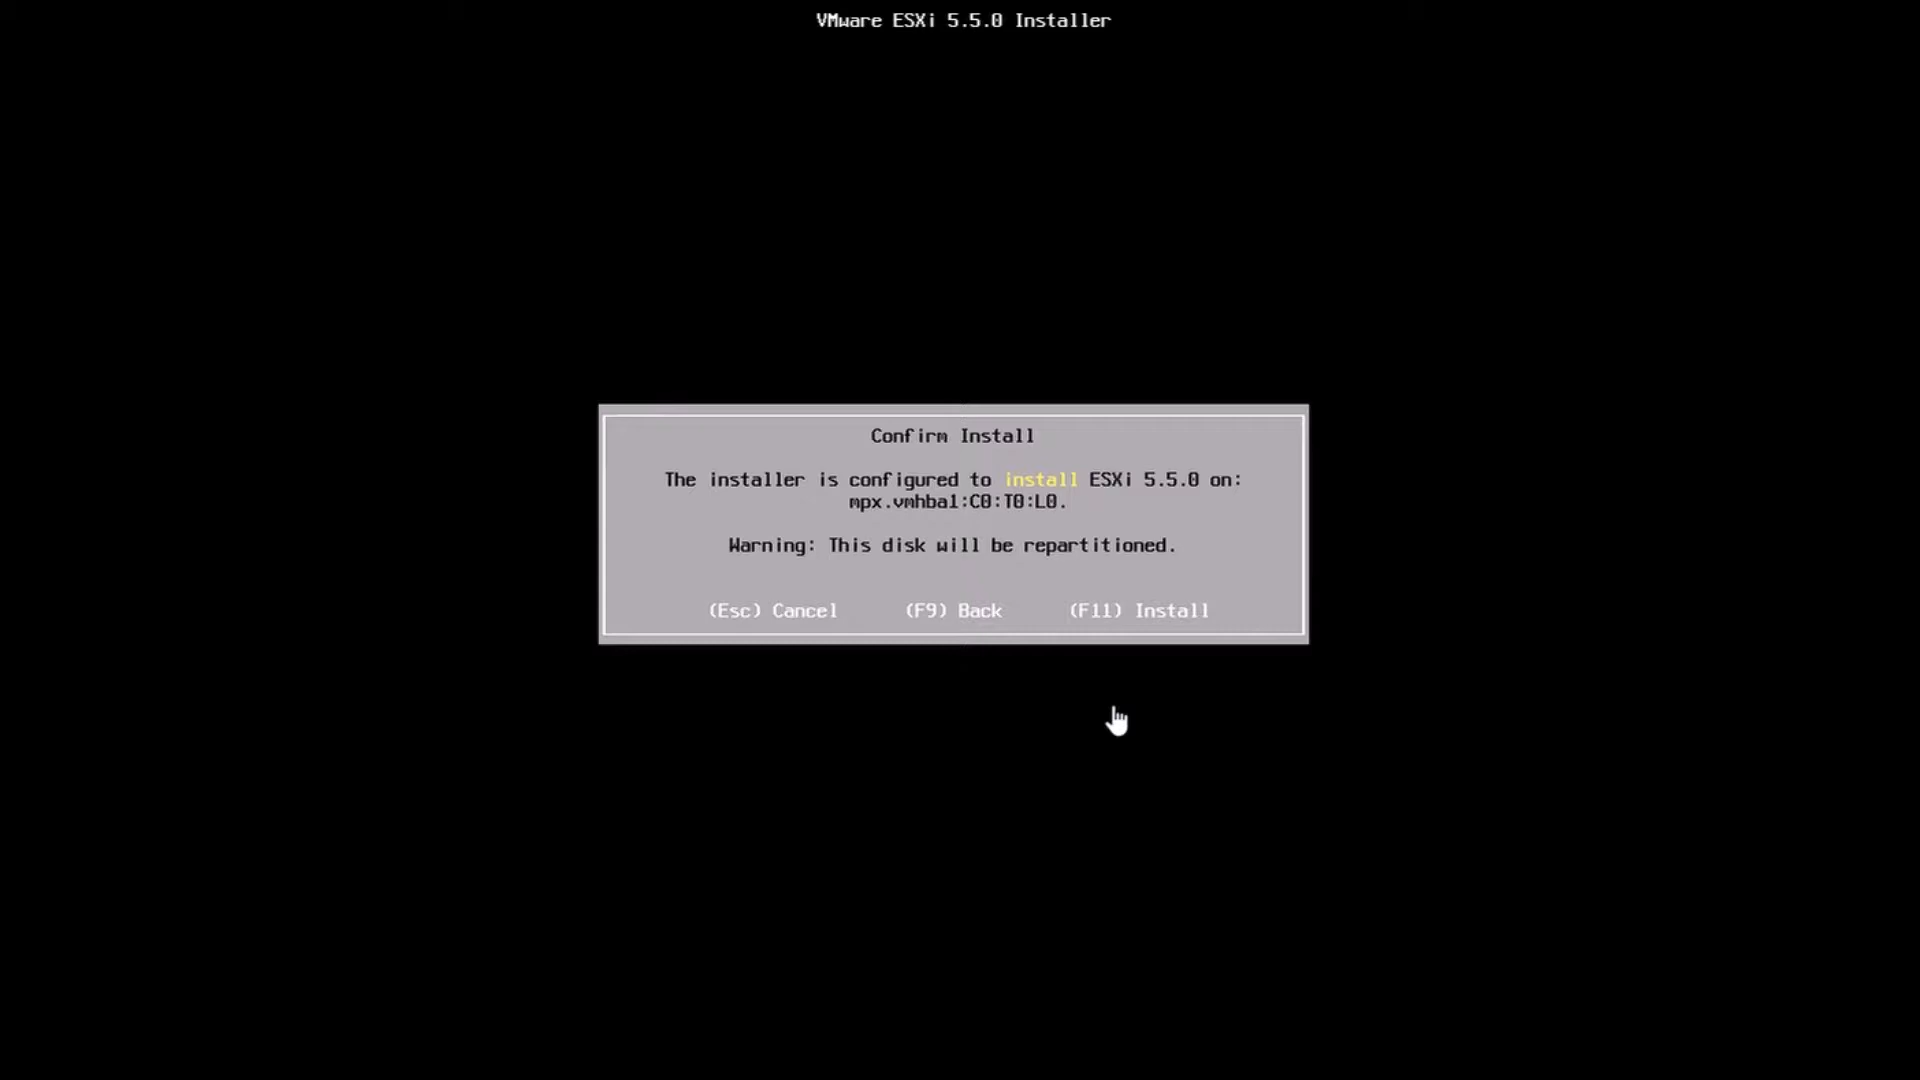 VMware ESXi 5.5.0 Installer
Confirm Install
The installer is configured to install ESXi 5.5.0 on:
mpx.vmhba1:C0:T0:L0.
Warning: This disk will be repartitioned.
(Esc) Cancel (F9) Back (F11) Install